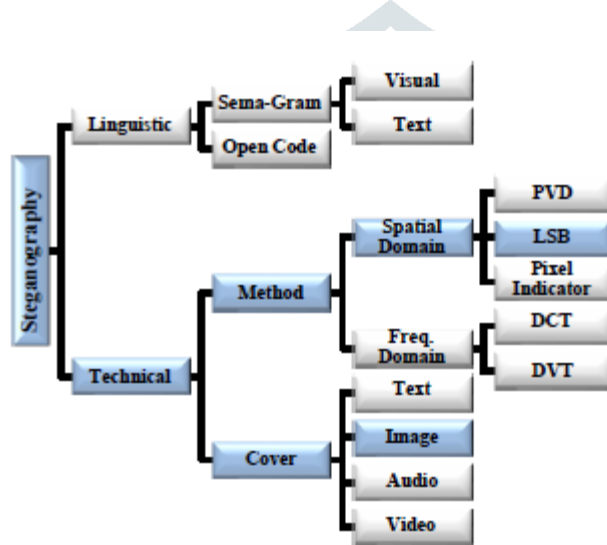 Steganography
Linguistic
Sema-Gram
Visual
Text
Open Code
Technical
Method
Spatial
Domain
PVD
LSB
Pixel
Indicator
Freq.
Domain
DCT
DVT
Cover
Text
Image
Audio
Video